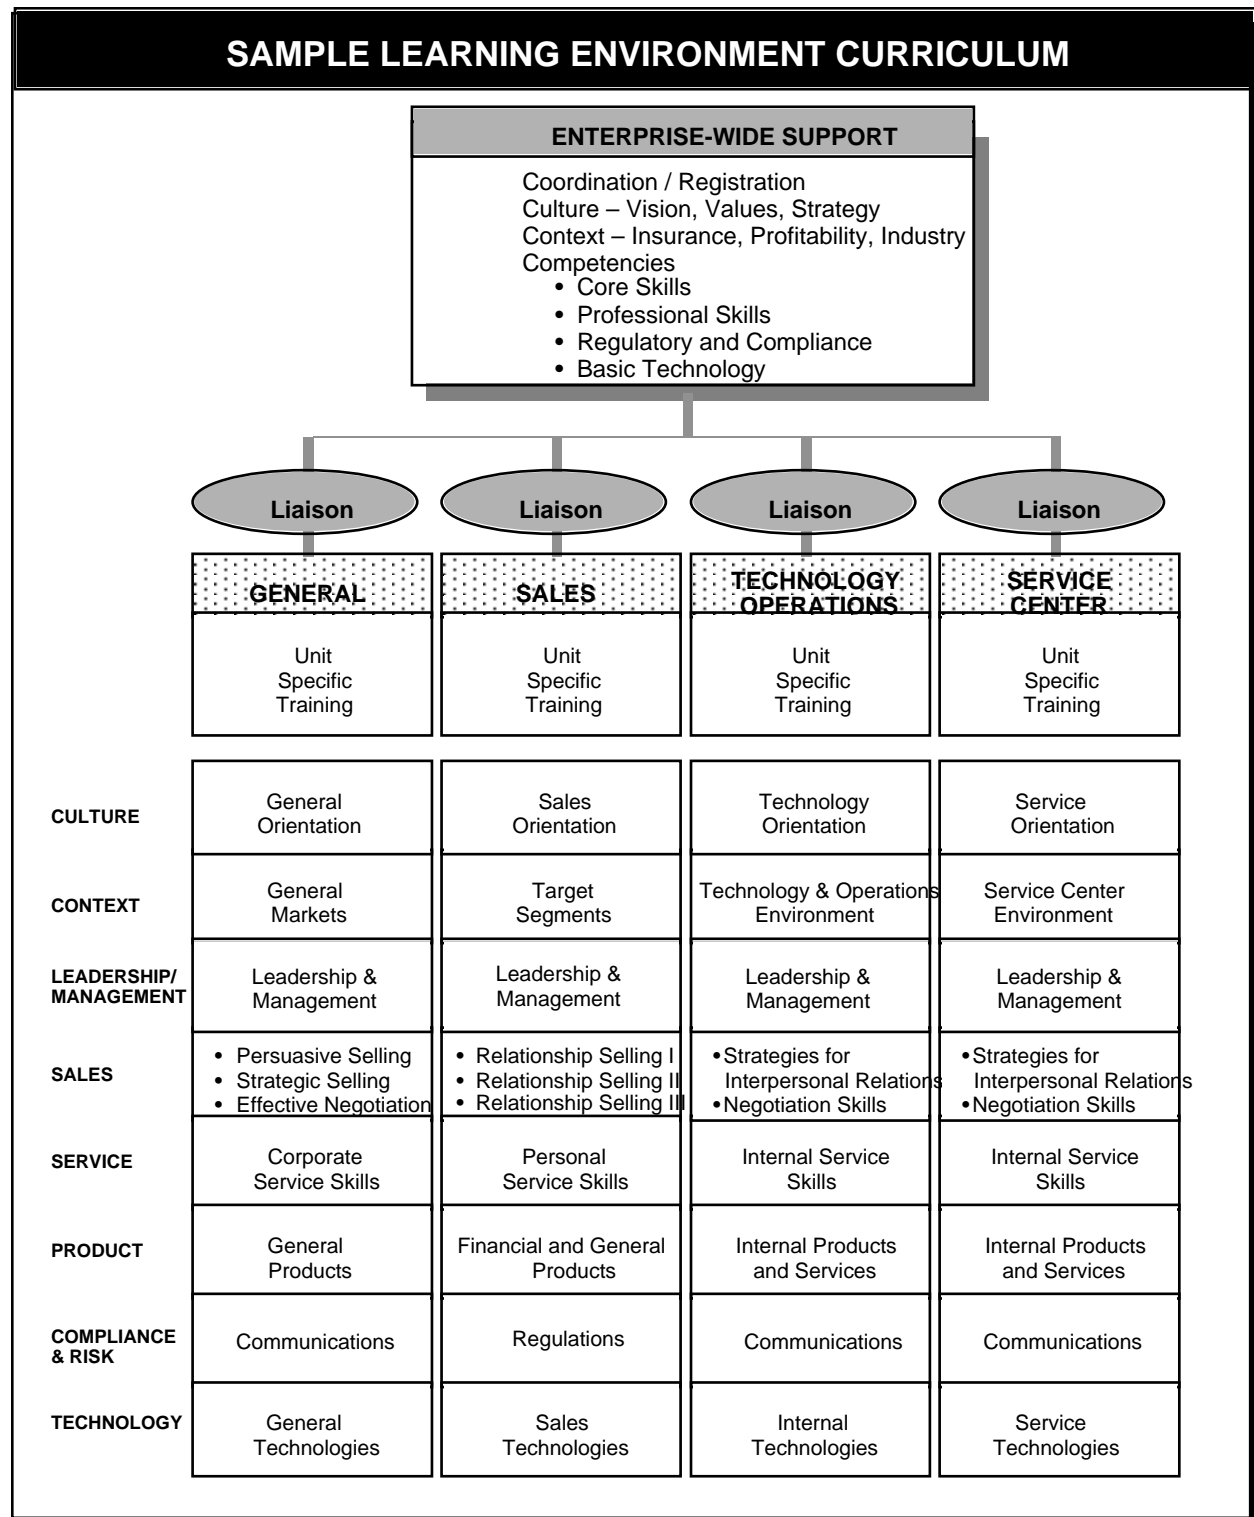 SAMPLE LEARNING ENVIRONMENT CURRICULUM
ENTERPRISE-WIDE SUPPORT
Coordination / Registration
Culture – Vision, Values, Strategy
Context – Insurance, Profitability, Industry
Competencies
• Core Skills
• Professional Skills
• Regulatory and Compliance
• Basic Technology
Liaison
Liaison
Liaison
Liaison
GENERAL
SALES
TECHNOLOGY
OPERATIONS
SERVICE
CENTER
Unit
Specific
Training
Unit
Specific
Training
Unit
Specific
Training
Unit
Specific
Training
CULTURE
General
Orientation
Sales
Orientation
Technology
Orientation
Service
Orientation
CONTEXT
General
Markets
Target
Segments
Technology & Operations
Environment
Service Center
Environment
LEADERSHIP/
MANAGEMENT
Leadership &
Management
Leadership &
Management
Leadership &
Management
Leadership &
Management
SALES
• Persuasive Selling
• Strategic Selling
• Effective Negotiation
• Relationship Selling I
• Relationship Selling II
• Relationship Selling III
• Strategies for
Interpersonal Relations
• Negotiation Skills
• Strategies for
Interpersonal Relations
• Negotiation Skills
SERVICE
Corporate
Service Skills
Personal
Service Skills
Internal Service
Skills
Internal Service
Skills
PRODUCT
General
Products
Financial and General
Products
Internal Products
and Services
Internal Products
and Services
COMPLIANCE
& RISK
Communications
Regulations
Communications
Communications
TECHNOLOGY
General
Technologies
Sales
Technologies
Internal
Technologies
Service
Technologies